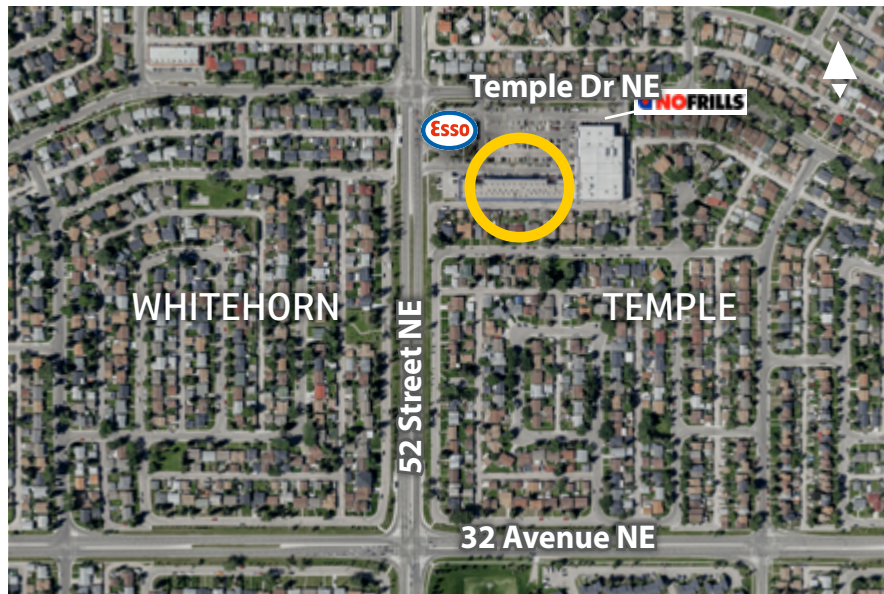 Temple Dr NE
NOFRILLS
Esso
WHITEHORN
TEMPLE
52 Street NE
32 Avenue NE